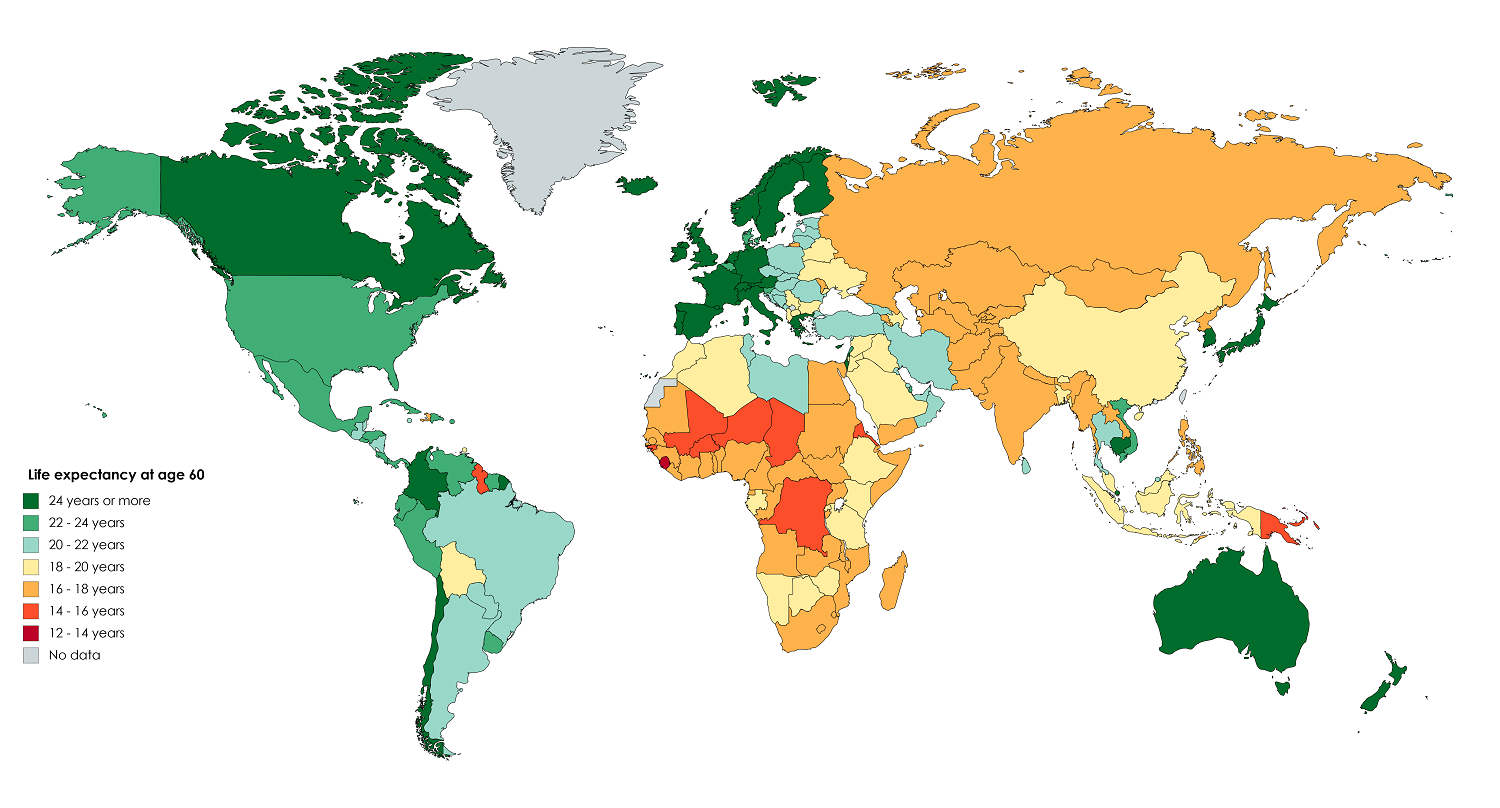 Life expectancy at age 60
24 years or more
22 - 24 years
20 - 22 years
18 - 20 years
16 - 18 years
14 - 16 years
12 - 14 years
No data